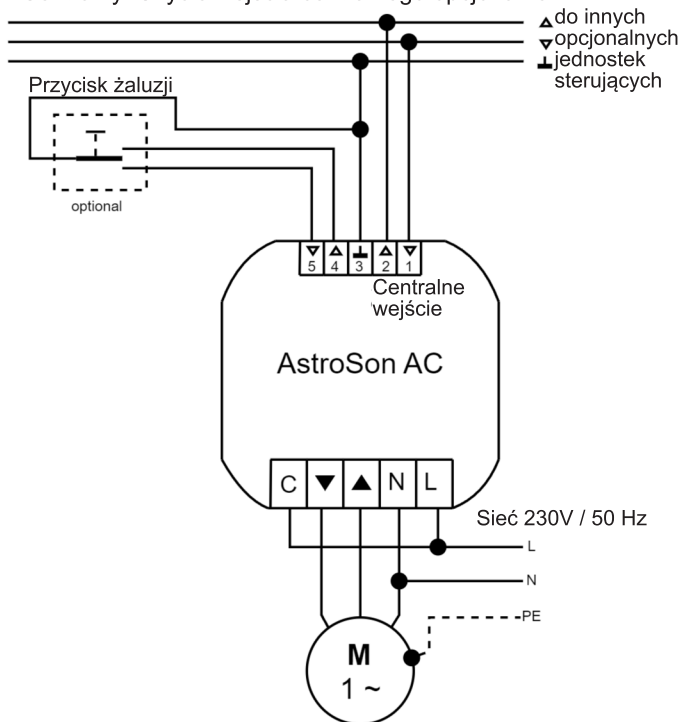 do innych
opcjonalnych
jednostek
sterujących
Przycisk żaluzji
optional
5 4 3 2 1
Centralne
wejście
AstroSon AC
C ▼ ▲ N L
Sieć 230V / 50 Hz
L
N
PE
M
1 ~